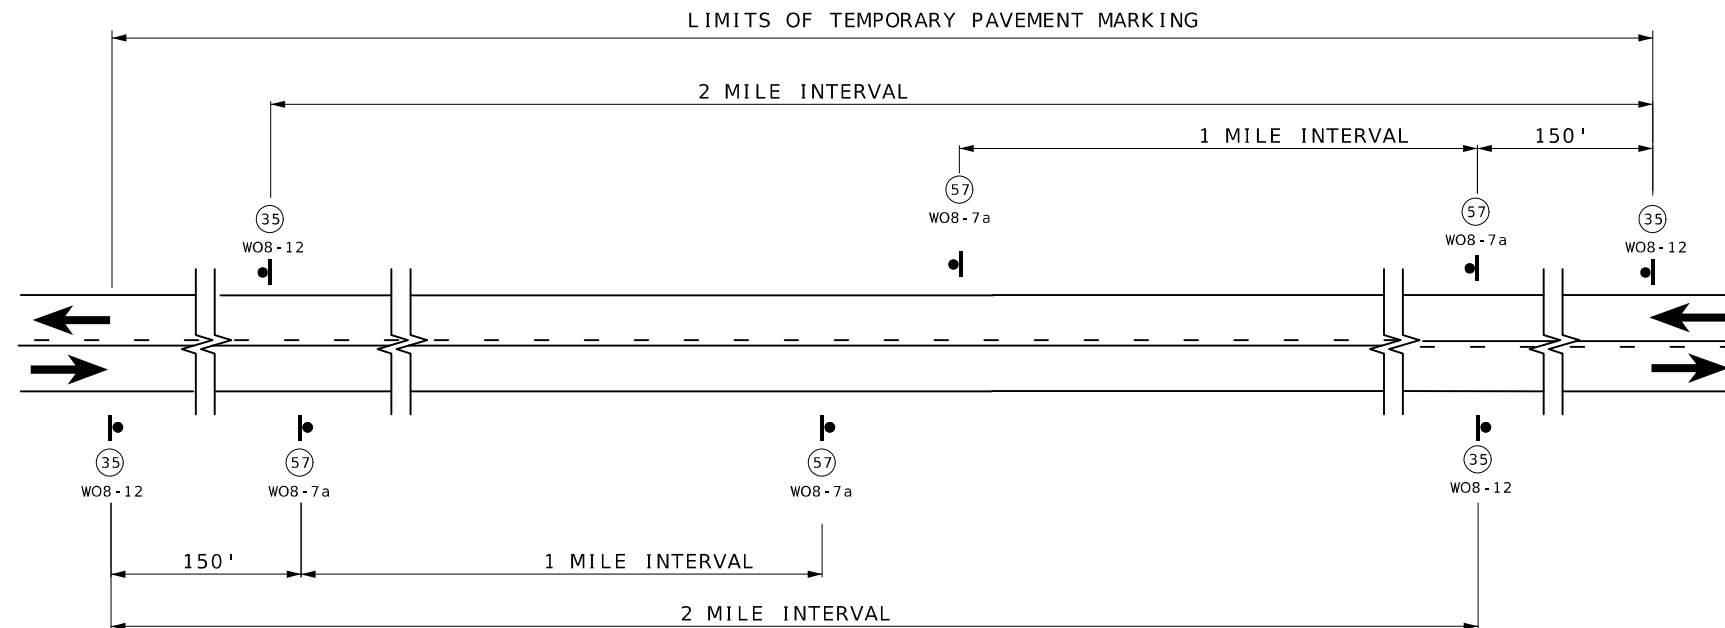 LIMITS OF TEMPORARY PAVEMENT MARKING
2 MILE INTERVAL
1 MILE INTERVAL
150'
57
WO8-7a
35
WO8-12
57
WO8-7a
35
WO8-12
35
WO8-12
57
WO8-7a
57
WO8-7a
35
WO8-12
150'
1 MILE INTERVAL
2 MILE INTERVAL